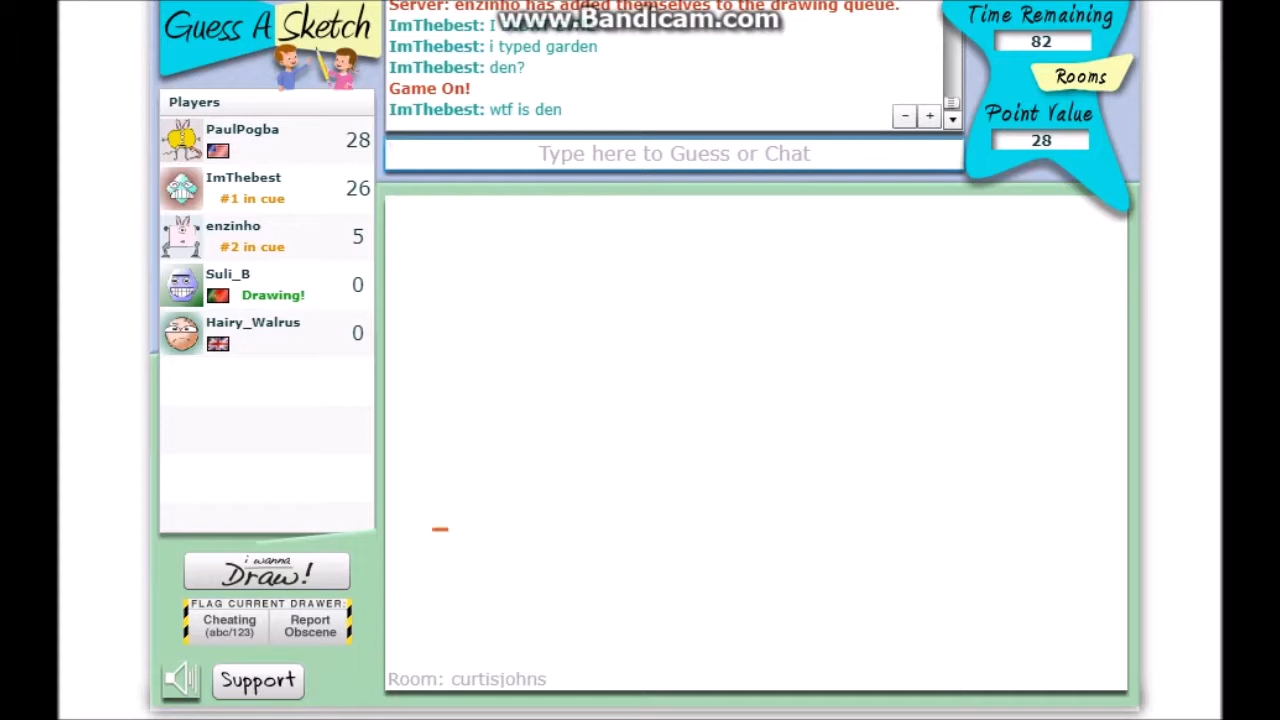 Guess A Sketch
Players
PaulPogba 28
ImThebest 26
#1 in cue
enzinho 5
#2 in cue
Suli_B 0
Drawing!
Hairy_Walrus 0
i wanna
Draw!
FLAG CURRENT DRAWER:
Cheating
(abc/123)
Report
Obscene
Support
Server: enzinho has added themselves to the drawing queue.
www.Bandicam.com
ImThebest: I
ImThebest: i typed garden
ImThebest: den?
Game On!
ImThebest: wtf is den
- +
Type here to Guess or Chat
Time Remaining
82
Rooms
Point Value
28
Room: curtisjohns